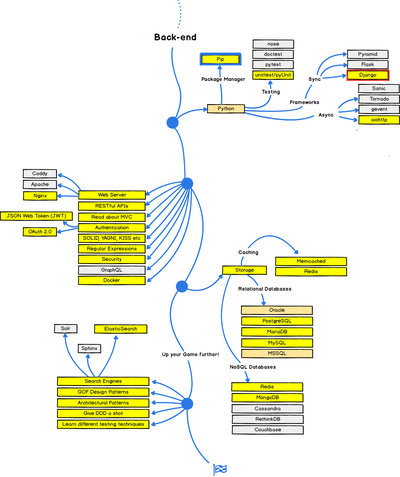 Back-end
nose
doctest
pytest
unittest/pyUnit
Pip
Package Manager
Testing
Python
Pyramid
Flask
Django
Sync
Frameworks
Async
Sanic
Tornado
gevent
aiohttp
Caddy
Apache
Nginx
JSON Web Token (JWT)
OAuth 2.0
Web Server
RESTful APIs
Read about MVC
Authentication
SOLID, YAGNI, KISS etc
Regular Expressions
Security
GraphQL
Docker
Caching
Memcached
Redis
Storage
Relational Databases
Oracle
PostgreSQL
MariaDB
MySQL
MSSQL
NoSQL Databases
Redis
MongoDB
Cassandra
RethinkDB
Couchbase
Up your Game further!
Solr
Sphinx
ElasticSearch
Search Engines
GOF Design Patterns
Architectural Patterns
Give DDD a shot
Learn different testing techniques